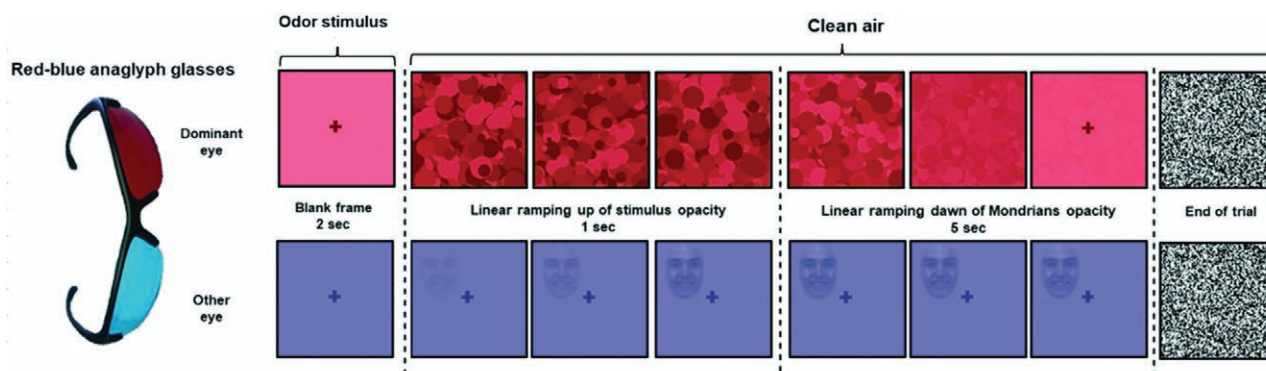 Odor stimulus
Clean air
Red-blue anaglyph glasses
Dominant
eye
Blank frame
2 sec
Linear ramping up of stimulus opacity
1 sec
Linear ramping dawn of Mondrians opacity
5 sec
End of trial
Other
eye